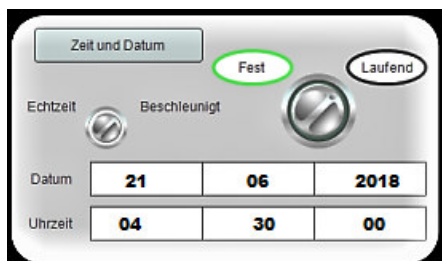 Zeit und Datum
Fest
Laufend
Echtzeit
Beschleunigt
Datum 21 06 2018
Uhrzeit 04 30 00